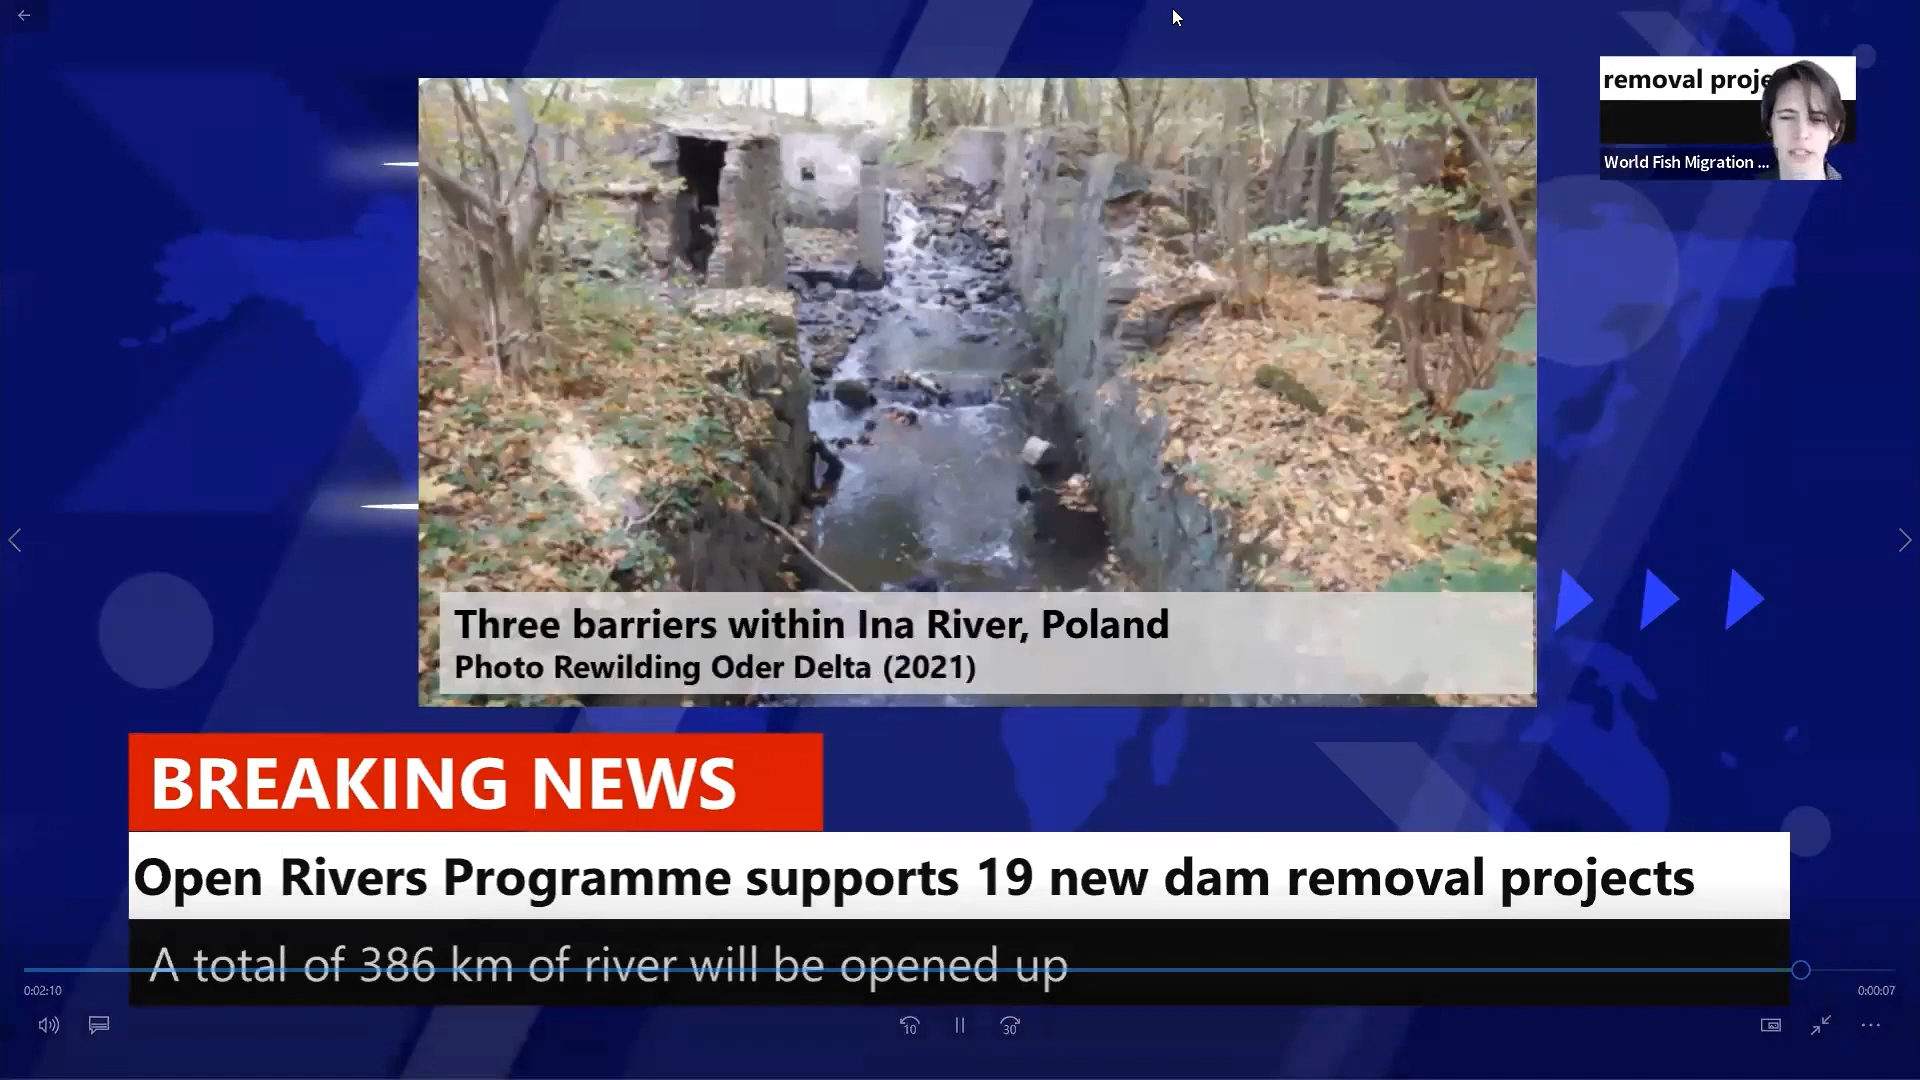 removal proje
World Fish Migration ...
Three barriers within Ina River, Poland
Photo Rewilding Oder Delta (2021)
BREAKING NEWS
Open Rivers Programme supports 19 new dam removal projects
A total of 386 km of river will be opened up
0:02:10
0:00:07
10
30